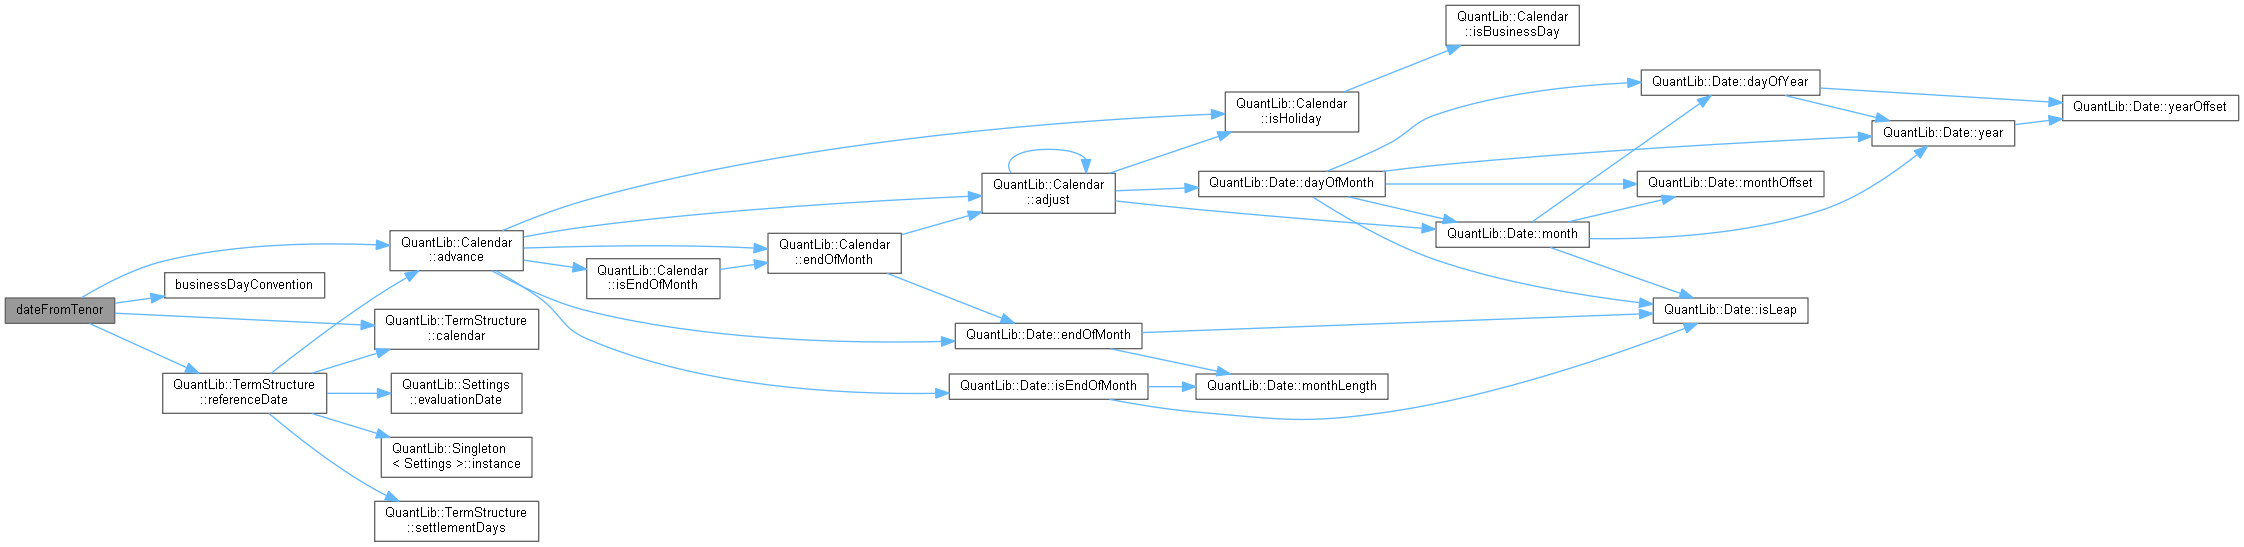 dateFromTenor
QuantLib::Calendar
::advance
businessDayConvention
QuantLib::TermStructure
::calendar
QuantLib::TermStructure
::referenceDate
QuantLib::Settings
::evaluationDate
QuantLib::Singleton
< Settings >::instance
QuantLib::TermStructure
::settlementDays
QuantLib::Calendar
::isEndOfMonth
QuantLib::Calendar
::endOfMonth
QuantLib::Calendar
::adjust
QuantLib::Date::endOfMonth
QuantLib::Date::isEndOfMonth
QuantLib::Calendar
::isHoliday
QuantLib::Date::dayOfMonth
QuantLib::Date::monthLength
QuantLib::Calendar
::isBusinessDay
QuantLib::Date::month
QuantLib::Date::dayOfYear
QuantLib::Date::monthOffset
QuantLib::Date::isLeap
QuantLib::Date::year
QuantLib::Date::yearOffset